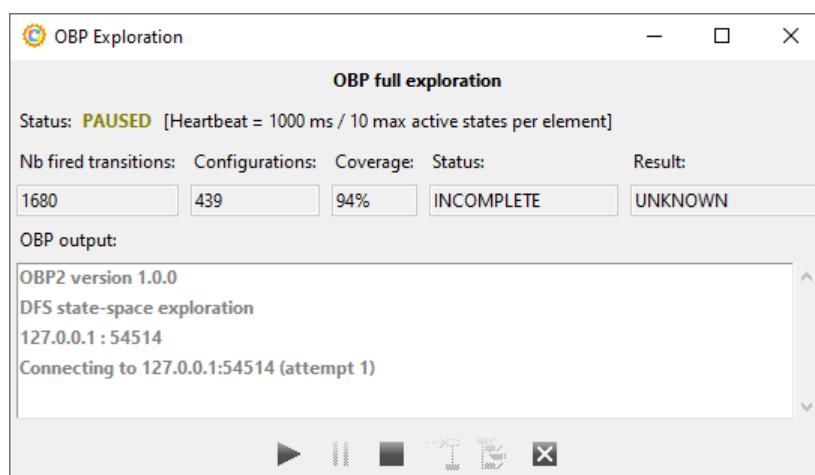 OBP Exploration
OBP full exploration
Status: PAUSED [Heartbeat = 1000 ms / 10 max active states per element]
Nb fired transitions: Configurations: Coverage: Status: Result:
1680 439 94% INCOMPLETE UNKNOWN
OBP output:
OBP2 version 1.0.0
DFS state-space exploration
127.0.0.1 : 54514
Connecting to 127.0.0.1:54514 (attempt 1)